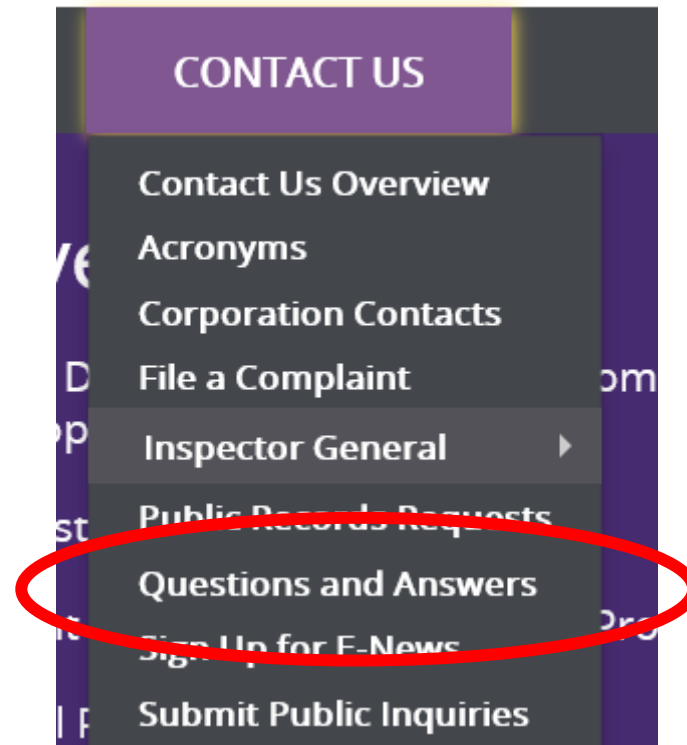 CONTACT US
Contact Us Overview
Acronyms
Corporation Contacts
File a Complaint
Inspector General
Public Records Requests
Questions and Answers
Sign Up for E-News
Submit Public Inquiries